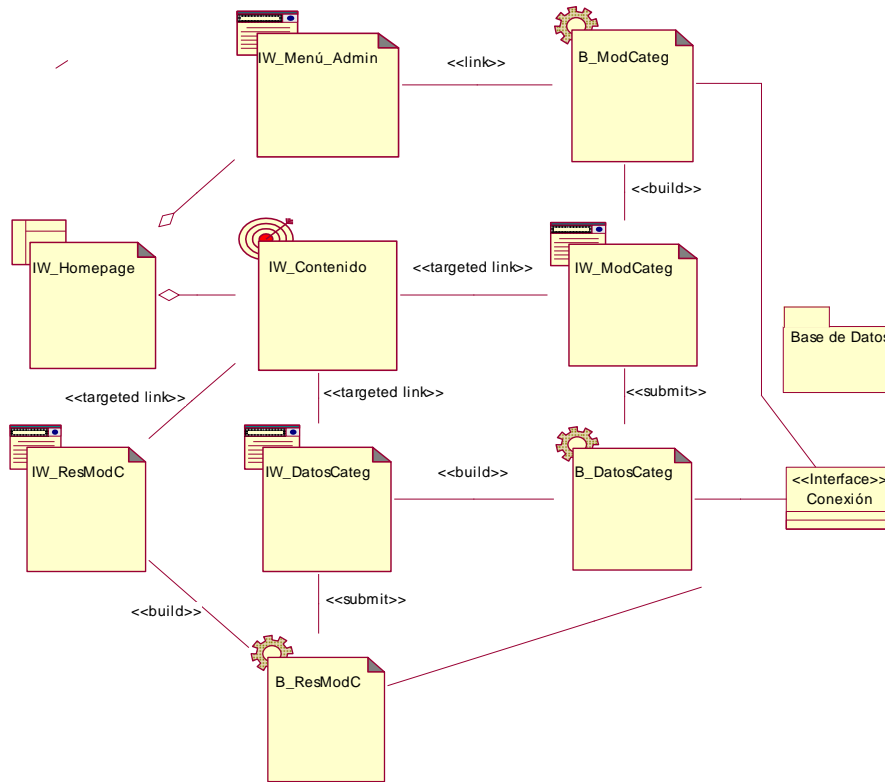 IW_Menú_Admin
<<link>>
B_ModCateg
<<build>>
IW_Homepage
IW_Contenido
<<targeted link>>
IW_ModCateg
Base de Datos
<<targeted link>>
<<targeted link>>
<<submit>>
IW_ResModC
IW_DatosCateg
<<build>>
B_DatosCateg
<<Interface>>
Conexión
<<build>>
<<submit>>
B_ResModC